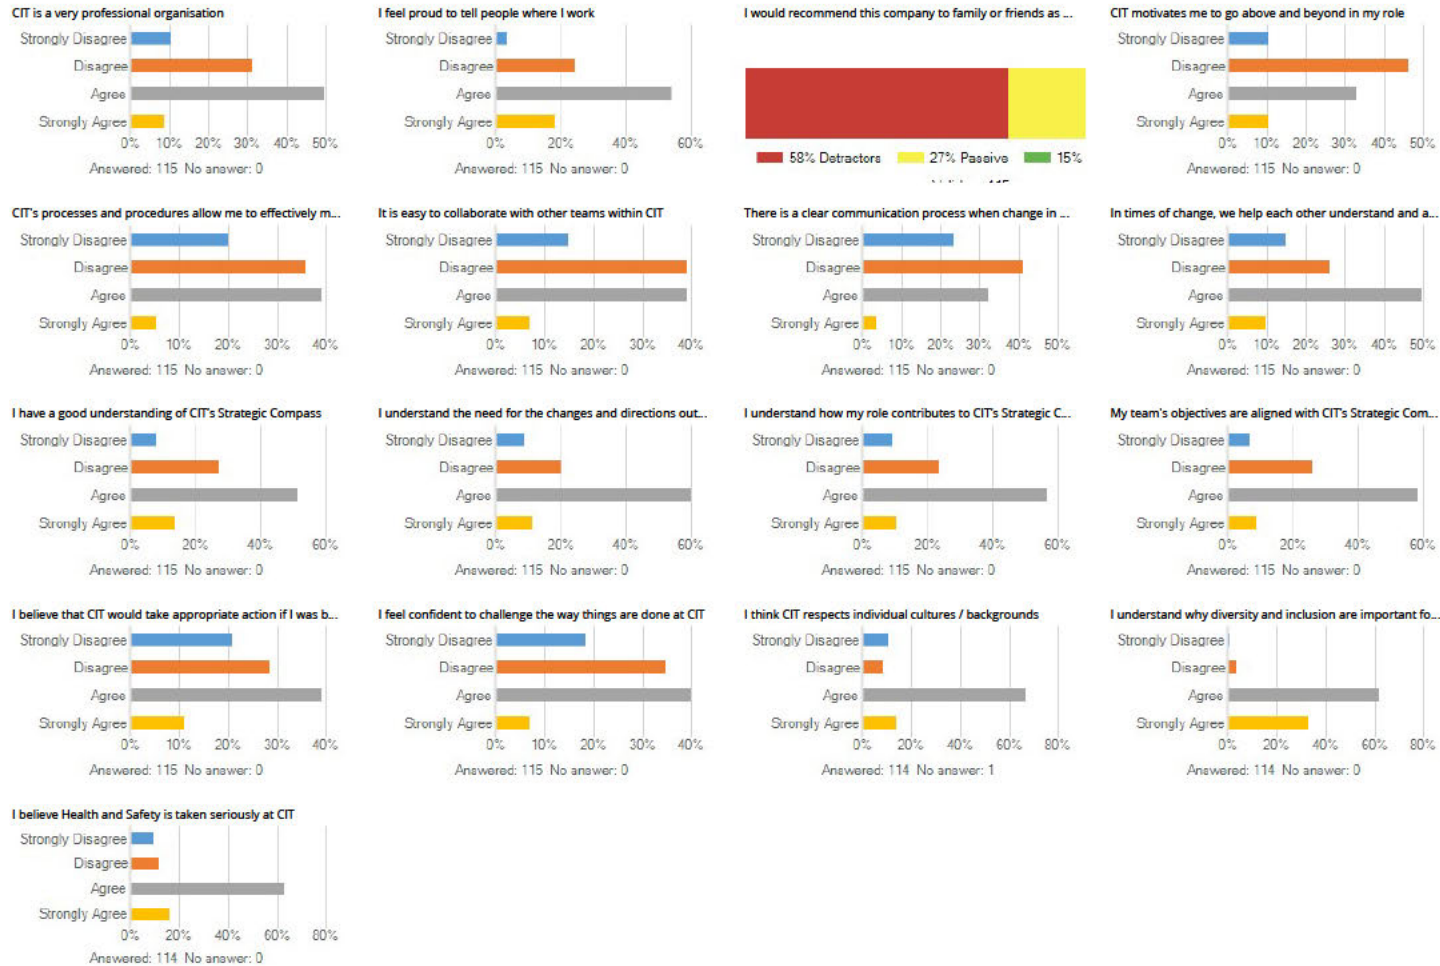 CIT is a very professional organisation
Strongly Disagree
Disagree
Agree
Strongly Agree
0% 10% 20% 30% 40% 50%
Answered: 115 No answer: 0
I feel proud to tell people where I work
Strongly Disagree
Disagree
Agree
Strongly Agree
0% 20% 40% 60%
Answered: 115 No answer: 0
I would recommend this company to family or friends as ...
58% Detractors 27% Passive 15%
CIT motivates me to go above and beyond in my role
Strongly Disagree
Disagree
Agree
Strongly Agree
0% 10% 20% 30% 40% 50%
Answered: 115 No answer: 0
CIT's processes and procedures allow me to effectively m...
Strongly Disagree
Disagree
Agree
Strongly Agree
0% 10% 20% 30% 40%
Answered: 115 No answer: 0
It is easy to collaborate with other teams within CIT
Strongly Disagree
Disagree
Agree
Strongly Agree
0% 10% 20% 30% 40%
Answered: 115 No answer: 0
There is a clear communication process when change in ...
Strongly Disagree
Disagree
Agree
Strongly Agree
0% 10% 20% 30% 40% 50%
Answered: 115 No answer: 0
In times of change, we help each other understand and a...
Strongly Disagree
Disagree
Agree
Strongly Agree
0% 10% 20% 30% 40% 50%
Answered: 115 No answer: 0
I have a good understanding of CIT's Strategic Compass
Strongly Disagree
Disagree
Agree
Strongly Agree
0% 20% 40% 60%
Answered: 115 No answer: 0
I understand the need for the changes and directions out...
Strongly Disagree
Disagree
Agree
Strongly Agree
0% 20% 40% 60%
Answered: 115 No answer: 0
I understand how my role contributes to CIT's Strategic C...
Strongly Disagree
Disagree
Agree
Strongly Agree
0% 20% 40% 60%
Answered: 115 No answer: 0
My team's objectives are aligned with CIT's Strategic Com...
Strongly Disagree
Disagree
Agree
Strongly Agree
0% 20% 40% 60%
Answered: 115 No answer: 0
I believe that CIT would take appropriate action if I was b...
Strongly Disagree
Disagree
Agree
Strongly Agree
0% 10% 20% 30% 40%
Answered: 115 No answer: 0
I feel confident to challenge the way things are done at CIT
Strongly Disagree
Disagree
Agree
Strongly Agree
0% 10% 20% 30% 40%
Answered: 115 No answer: 0
I think CIT respects individual cultures / backgrounds
Strongly Disagree
Disagree
Agree
Strongly Agree
0% 20% 40% 60% 80%
Answered: 114 No answer: 1
I understand why diversity and inclusion are important fo...
Strongly Disagree
Disagree
Agree
Strongly Agree
0% 20% 40% 60% 80%
Answered: 114 No answer: 0
I believe Health and Safety is taken seriously at CIT
Strongly Disagree
Disagree
Agree
Strongly Agree
0% 20% 40% 60% 80%
Answered: 114 No answer: 0